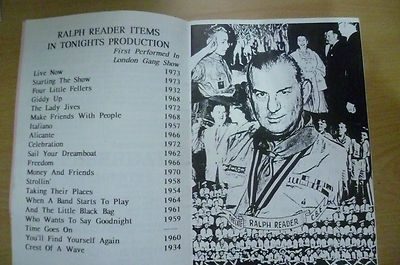 RALPH READER ITEMS
IN TONIGHTS PRODUCTION
First Performed In
London Gang Show
Live Now 1973
Starting The Show 1973
Four Little Fellers 1932
Giddy Up 1968
The Lady Jives 1972
Make Friends With People 1968
Italiano 1957
Alicante 1966
Celebration 1972
Sail Your Dreamboat 1962
Freedom 1966
Money And Friends 1970
Strollin' 1958
Taking Their Places 1954
When A Band Starts To Play 1964
And The Little Black Bag 1961
Who Wants To Say Goodnight 1959
Time Goes On
You'll Find Yourself Again 1960
Crest Of A Wave 1934
RALPH READER